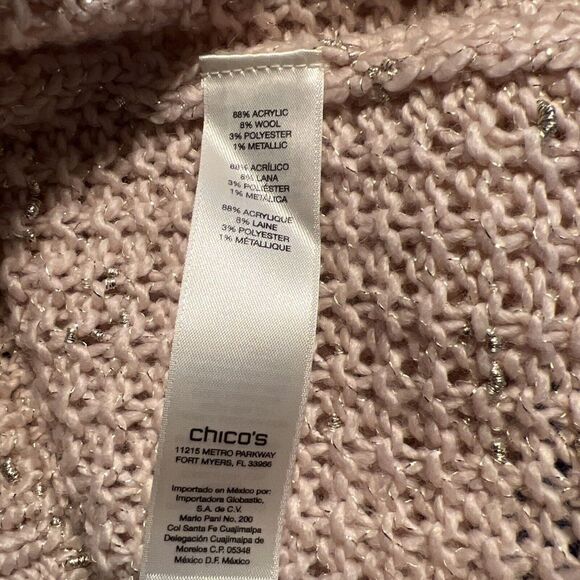 88% ACRYLIC
8% WOOL
3% POLYESTER
1% METALLIC
88% ACRÍLICO
8% LANA
3% POLIÉSTER
1% METÁLICA
88% ACRYLIQUE
8% LAINE
3% POLYESTER
1% MÉTALLIQUE
chico's
11215 METRO PARKWAY
FORT MYERS, FL 33966
Importado en México por:
Importadora Globastic,
S.A. de C.V.
Mario Pani No. 200
Col Santa Fe Cuajimalpa
Delegación Cuajimalpa de
Morelos C.P. 05348
México D.F. México